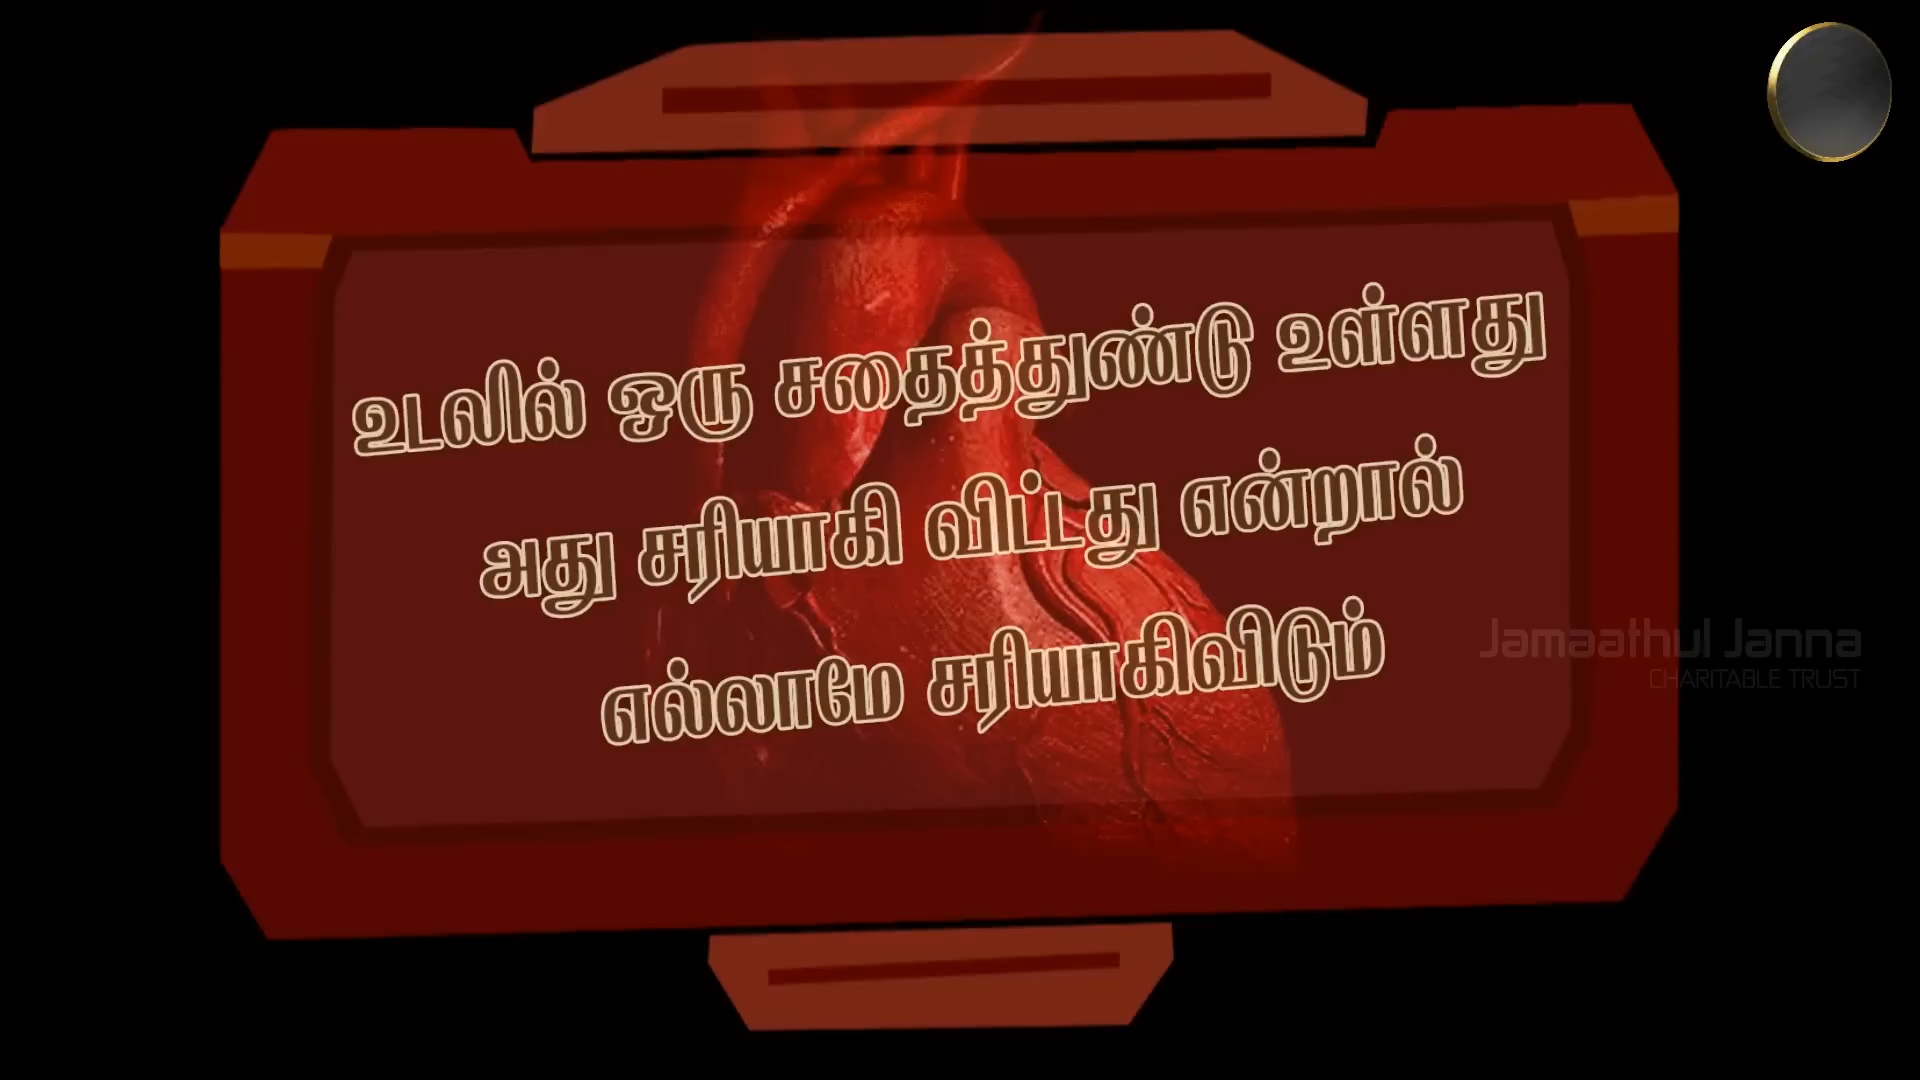 உடலில் ஒரு சதைத்துண்டு உள்ளது
அது சரியாகி விட்டது என்றால்
எல்லாமே சரியாகிவிடும்
Jamaathul Janna
CHARITABLE TRUST